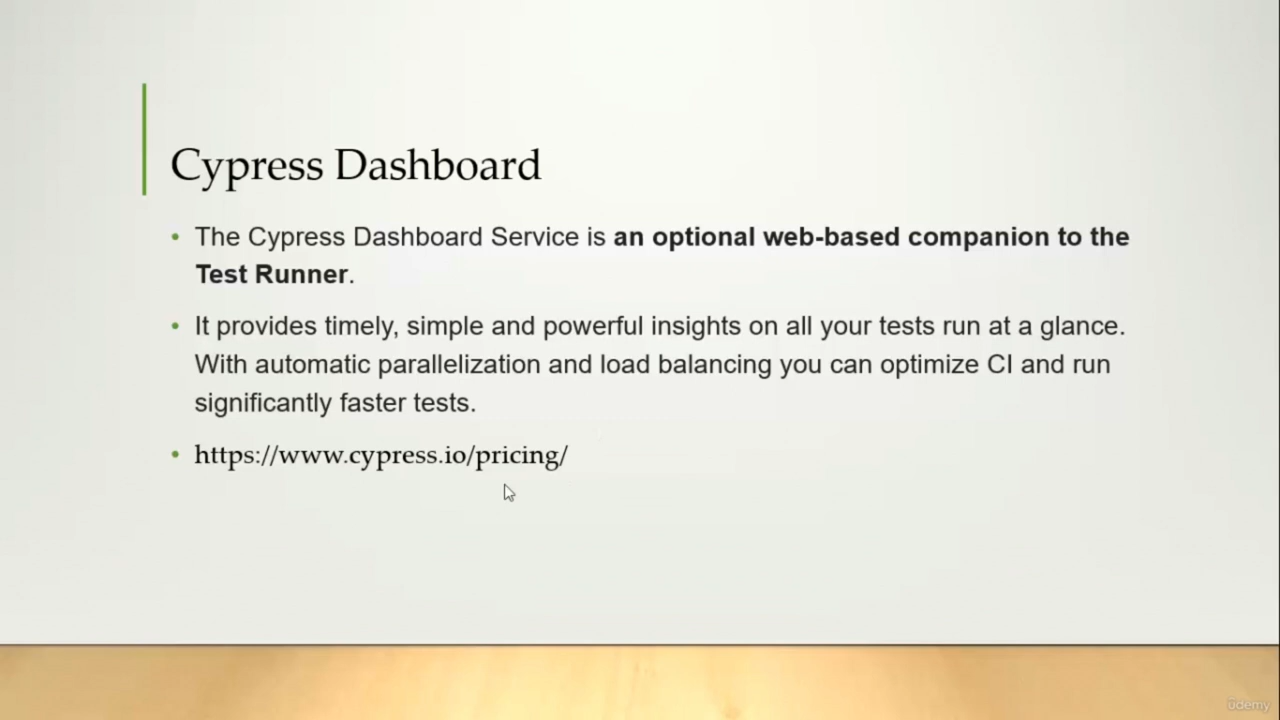 Cypress Dashboard
• The Cypress Dashboard Service is an optional web-based companion to the
Test Runner.
• It provides timely, simple and powerful insights on all your tests run at a glance.
With automatic parallelization and load balancing you can optimize CI and run
significantly faster tests.
• https://www.cypress.io/pricing/
ûdemy